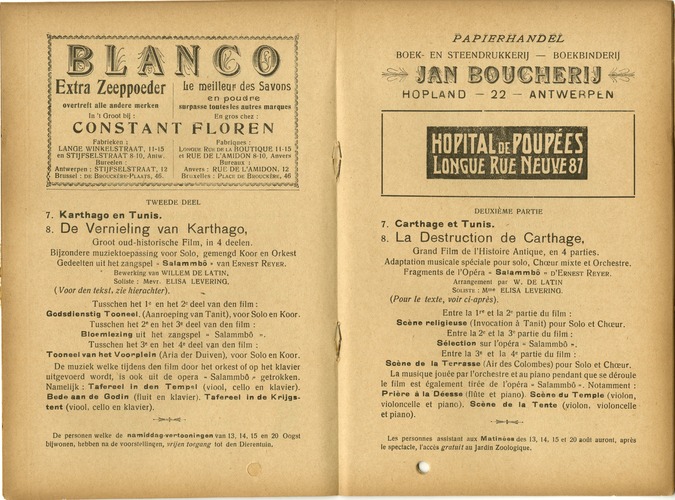 BLANCO
Extra Zeeppoeder
overtreft alle andere merken
In 't Groot bij :
Le meilleur des Savons
en poudre
surpasse toutes les autres marques
En gros chez :
CONSTANT FLOREN
Fabrieken :
LANGE WINKELSTRAAT, 11-15
en STIJFSELSTRAAT 8-10, Antw.
Bureelen :
Antwerpen : STIJFSELSTRAAT, 12
Brussel : DE BROUCKÈRE-PLAATS, 46.
Fabriques :
LONGUE RUE DE LA BOUTIQUE 11-15
et RUE DE L'AMIDON 8-10, Anvers
Bureaux :
Anvers : RUE DE L'AMIDON. 12
Bruxelles : PLACE DE BROUCKÈRE, 46
TWEEDE DEEL
7. Karthago en Tunis.
8. De Vernieling van Karthago,
Groot oud-historische Film, in 4 deelen.
Bijzondere muziektoepassing voor Solo, gemengd Koor en Orkest
Gedeelten uit het zangspel « Salammbô » van ERNEST REYER.
Bewerking van WILLEM DE LATIN,
Soliste : Mevr. ELISA LEVERING.
(Voor den tekst, zie hierachter).
Tusschen het 1e en het 2e deel van den film :
Godsdienstig Tooneel, (Aanroeping van Tanit), voor Solo en Koor.
Tusschen het 2e en het 3e deel van den film :
Bloemlezing uit het zangspel « Salammbô ».
Tusschen het 3e en het 4e deel van den film :
Tooneel van het Voorplein (Aria der Duiven), voor Solo en Koor.
De muziek welke tijdens den film door het orkest of op het klavier
uitgevoerd wordt, is ook uit de opera « Salammbô » getrokken.
Namelijk : Tafereel in den Tempel (viool, cello en klavier).
Bede aan de Godin (fluit en klavier). Tafereel in de Krijgs-
tent (viool, cello en klavier).
De personen welke de namiddag-vertooningen van 13, 14, 15 en 20 Oogst
bijwonen, hebben na de voorstellingen, vrijen toegang tot den Dierentuin.
PAPIERHANDEL
BOEK- EN STEENDRUKKERIJ — BOEKBINDERIJ
JAN BOUCHERIJ
HOPLAND — 22 — ANTWERPEN
HOPITAL DE POUPÉES
LONGUE RUE NEUVE 87
DEUXIÈME PARTIE
7. Carthage et Tunis.
8. La Destruction de Carthage,
Grand Film de l'Histoire Antique, en 4 parties.
Adaptation musicale spéciale pour solo, Chœur mixte et Orchestre.
Fragments de l'Opéra « Salammbô » D'ERNEST REYER.
Arrangement par W. DE LATIN
SOLISTE : Mme ELISA LEVERING.
(Pour le texte, voir ci-après).
Entre la 1re et la 2e partie du film :
Scène religieuse (Invocation à Tanit) pour Solo et Chœur.
Entre la 2e et la 3e partie du film :
Sélection sur l'opéra « Salammbô ».
Entre la 3e et la 4e partie du film :
Scène de la Terrasse (Air des Colombes) pour Solo et Chœur.
La musique jouée par l'orchestre et au piano pendant que se déroule
le film est également tirée de l'opéra « Salammbô ». Notamment :
Prière à la Déesse (flûte et piano). Scène du Temple (violon,
violoncelle et piano). Scène de la Tente (violon, violoncelle
et piano).
Les personnes assistant aux Matinées des 13, 14, 15 et 20 août auront, après
le spectacle, l'accès gratuit au Jardin Zoologique.